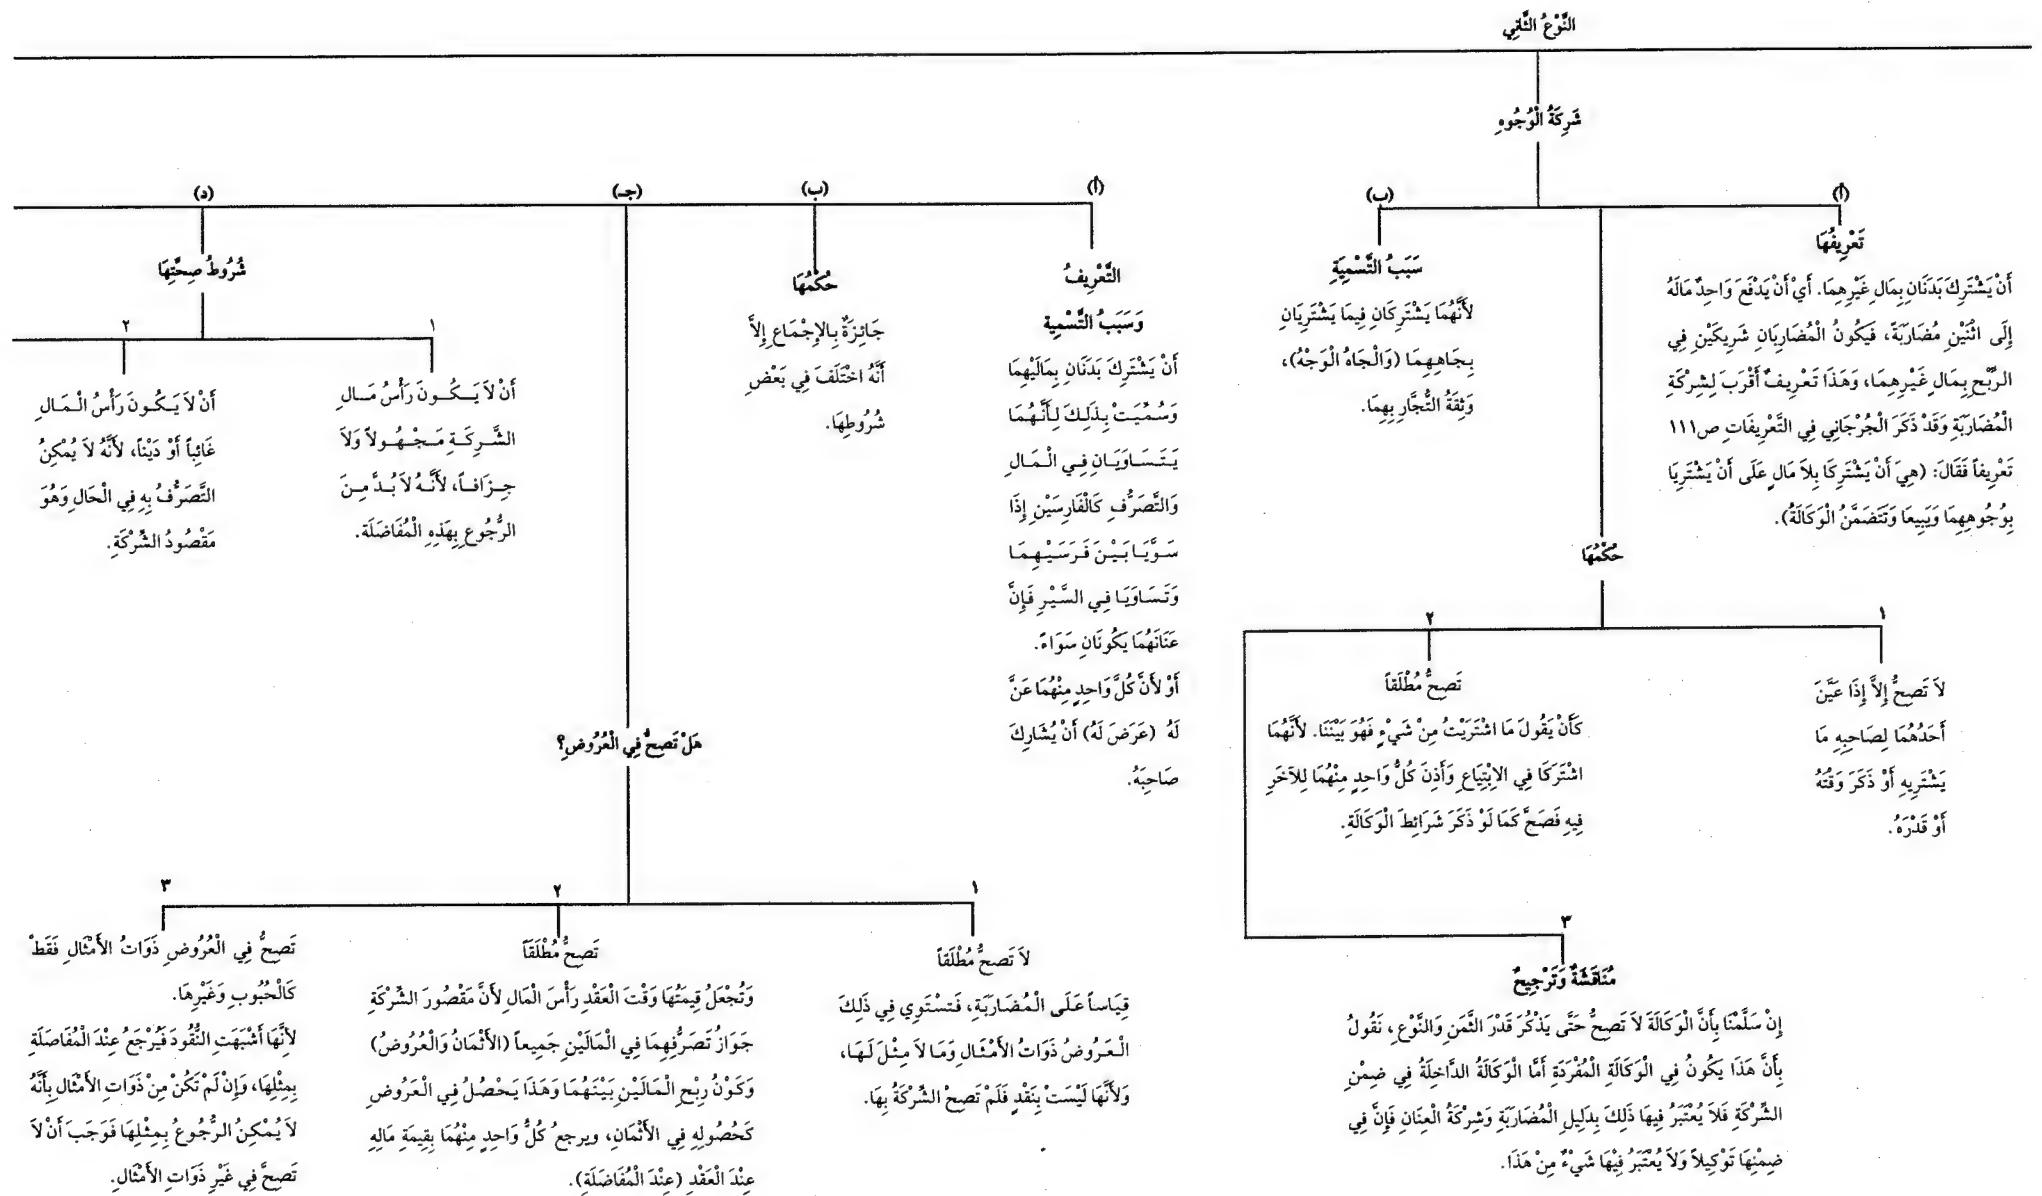 النَّوْعُ الثَّانِي
شَرِكَةُ الْوُجُوهِ
(أ)
تَعْرِيفُهَا
أَنْ يَشْتَرِكَ بَدَنَانِ بِمَالِ غَيْرِهِمَا. أَيْ أَنْ يَدْفَعَ وَاحِدٌ مَالَهُ
إِلَى اثْنَيْنِ مُضَارَبَةً، فَيَكُونُ الْمُضَارِبَانِ شَرِيكَيْنِ فِي
الرِّبْحِ بِمَالِ غَيْرِهِمَا، وَهَذَا تَعْرِيفٌ أَقْرَبَ لِشِرْكَةِ
الْمُضَارَبَةِ وَقَدْ ذَكَرَ الْجُرْجَانِي فِي التَّعْرِيفَاتِ ص١١١
تَعْرِيفاً فَقَالَ: (هِيَ أَنْ يَشْتَرِكَا بِلاَ مَالٍ عَلَى أَنْ يَشْتَرِيَا
بِوُجُوهِهِمَا وَيَبِيعَا وَتَتَضَمَّنُ الْوَكَالَةُ).
(ب)
سَبَبُ التَّسْمِيَةِ
لأَنَّهُمَا يَشْتَرِكَانِ فِيمَا يَشْتَرِيَانِ
بِجَاهِهِمَا (وَالْجَاهُ الْوَجْهُ)،
وَثِقَةُ التُّجَّارِ بِهِمَا.
حُكْمُهَا
١
لاَ تَصِحُّ إِلاَّ إِذَا عَيَّنَ
أَحَدُهُمَا لِصَاحِبِهِ مَا
يَشْتَرِيهِ أَوْ ذَكَرَ وَقْتَهُ
أَوْ قَدْرَهُ.
٢
تَصِحُّ مُطْلَقاً
كَأَنْ يَقُولَ مَا اشْتَرَيْتُ مِنْ شَيْءٍ فَهُوَ بَيْنَنَا. لأَنَّهُمَا
اشْتَرَكَا فِي الاِبْتِيَاعِ وَأَذِنَ كُلُّ وَاحِدٍ مِنْهُمَا لِلآخَرِ
فِيهِ فَصَحَّ كَمَا لَوْ ذَكَرَ شَرَائِطَ الْوَكَالَةِ.
٣
مُنَاقَشَةٌ وَتَرْجِيحٌ
إِنْ سَلَّمْنَا بِأَنَّ الْوَكَالَةَ لاَ تَصِحُّ حَتَّى يَذْكُرَ قَدْرَ الثَّمَنِ وَالنَّوْعِ، نَقُولُ
بِأَنَّ هَذَا يَكُونُ فِي الْوَكَالَةِ الْمُفْرَدَةِ أَمَّا الْوَكَالَةُ الدَّاخِلَةُ فِي ضِمْنِ
الشِّرْكَةِ فَلاَ يُعْتَبَرُ فِيهَا ذَلِكَ بِدَلِيلِ الْمُضَارَبَةِ وَشِرْكَةُ الْعِنَانِ فَإِنَّ فِي
ضِمْنِهَا تَوْكِيلاً وَلاَ يُعْتَبَرُ فِيهَا شَيْءٌ مِنْ هَذَا.
(أ)
التَّعْرِيفُ
وَسَبَبُ التَّسْمِيةِ
أَنْ يَشْتَرِكَ بَدَنَانِ بِمَالَيْهِمَا
وَسُمِّيَتْ بِذَلِكَ لِأَنَّهُمَا
يَتَسَاوَيَانِ فِي الْمَالِ
وَالتَّصَرُّفِ كَالْفَارِسَيْنِ إِذَا
سَوَّيَا بَيْنَ فَرَسَيْهِمَا
وَتَسَاوَيَا فِي السَّيْرِ فَإِنَّ
عَنَانَهُمَا يَكُونَانِ سَوَاءً.
أَوْ لأَنَّ كُلَّ وَاحِدٍ مِنْهُمَا عَنَّ
لَهُ (عَرَضَ لَهُ) أَنْ يُشَارِكَ
صَاحِبَهُ.
(ب)
حُكْمُهَا
جَائِزَةٌ بِالإِجْمَاعِ إِلاَّ
أَنَّهُ اخْتَلَفَ فِي بَعْضِ
شُرُوطِهَا.
(جـ)
هَلْ تَصِحُّ فِي الْعُرُوضِ؟
١
لاَ تَصِحُّ مُطْلَقاً
قِيَاساً عَلَى الْمُضَارَبَةِ، فَتسْتَوِي فِي ذَلِكَ
الْعَرُوضُ ذَوَاتُ الأَمْثَالِ وَمَا لاَ مِثْلَ لَهَا،
وَلأَنَّهَا لَيْسَتْ بِنَقْدٍ فَلَمْ تَصِحَّ الشِّرْكَةُ بِهَا.
٢
تَصِحُّ مُطْلَقاً
وَتُجْعَلُ قِيمَتُهَا وَقْتَ الْعَقْدِ رَأْسَ الْمَالِ لأَنَّ مَقْصُورَ الشِّرْكَةِ
جَوَازُ تَصَرُّفِهِمَا فِي الْمَالَيْنِ جَمِيعاً (الأَثْمَانُ وَالْعُرُوضُ)
وَكَوْنُ رِبْحِ الْمَالَيْنِ بَيْنَهُمَا وَهَذَا يَحْصُلُ فِي الْعَرُوضِ
كَحُصُولِهِ فِي الأَثْمَانِ، ويرجعُ كُلُّ وَاحِدٍ مِنْهُمَا بِقِيمَةِ مَالِهِ
عِنْدَ الْعَقْدِ (عِنْدَ الْمُفَاضَلَةِ).
٣
تَصِحُّ فِي الْعُرُوضِ ذَوَاتُ الأَمْثَالِ فَقَطْ
كَالْحُبُوبِ وَغَيْرِهَا.
لأَنَّهَا أَشْبَهَتِ النُّقُودَ فَيُرْجَعُ عِنْدَ الْمُفَاصَلَةِ
بِمِثْلِهَا، وَإِنْ لَمْ تَكُنْ مِنْ ذَوَاتِ الأَمْثَالِ بِأَنَّهُ
لاَ يُمْكِنُ الرُّجُوعُ بِمِثْلِهَا فَوَجَبَ أَنْ لاَ
تَصِحَّ فِي غَيْرِ ذَوَاتِ الأَمْثَالِ.
(د)
شُرُوطُ صِحَّتِهَا
١
أَنْ لاَ يَكُونَ رَأْسُ مَالِ
الشَّرِكَةِ مَجْهُولاً وَلاَ
جِزَافاً، لأَنَّهُ لاَ بُدَّ مِنَ
الرُّجُوعِ بِهَذِهِ الْمُفَاضَلَة.
٢
أَنْ لاَ يَكُونَ رَأْسُ الْمَالِ
غَائِباً أَوْ دَيْناً، لأَنَّهُ لاَ يُمْكِنُ
التَّصَرُّفُ بِهِ فِي الْحَالِ وَهُوَ
مَقْصُودُ الشِّرْكَةِ.